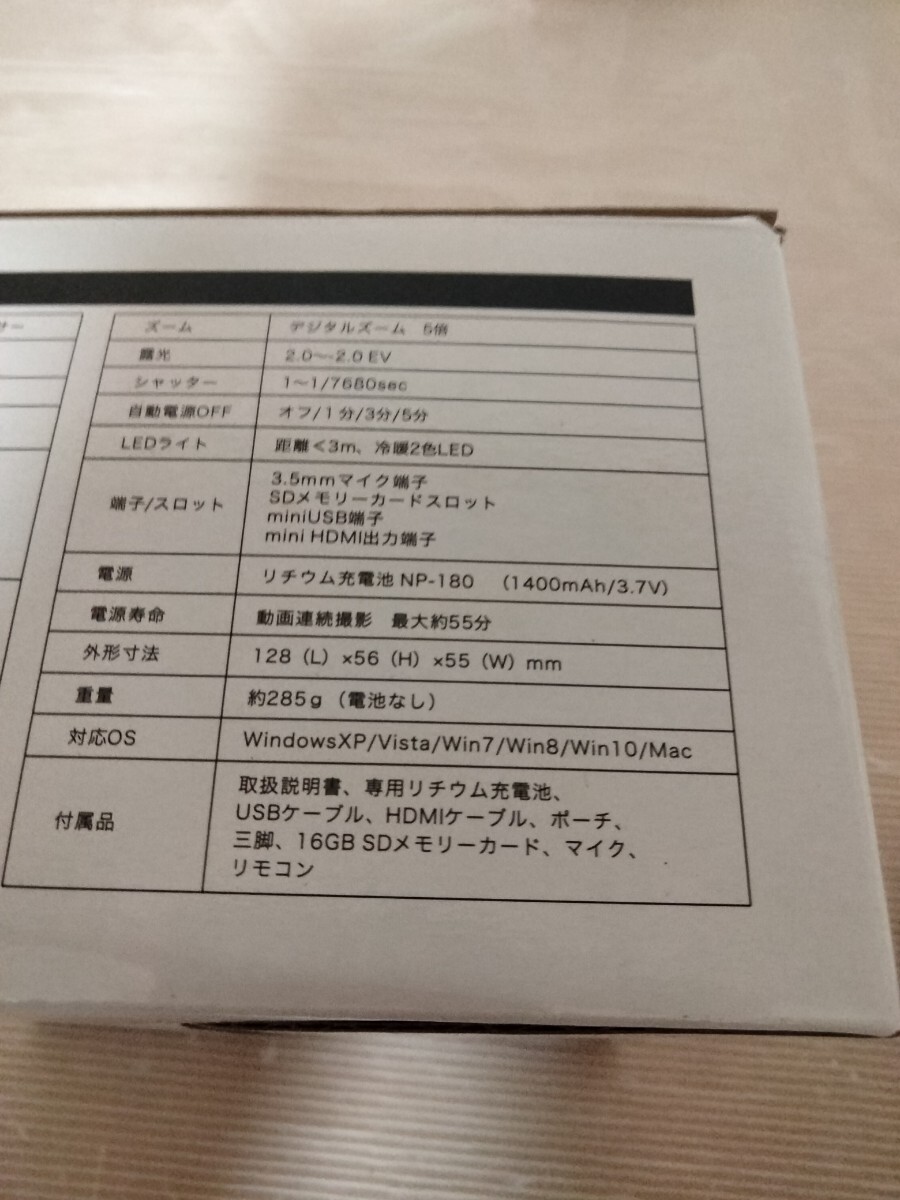 サー
ズーム デジタルズーム 5倍
露光 2.0〜-2.0 EV
シャッター 1〜1/7680sec
自動電源OFF オフ/1分/3分/5分
LEDライト 距離≦3m、冷暖2色LED
端子/スロット
3.5mmマイク端子
SDメモリーカードスロット
miniUSB端子
mini HDMI出力端子
電源 リチウム充電池 NP-180 (1400mAh/3.7V)
電源寿命 動画連続撮影 最大約55分
外形寸法 128（L）×56（H）×55（W）mm
重量 約285g（電池なし）
対応OS WindowsXP/Vista/Win7/Win8/Win10/Mac
付属品
取扱説明書、専用リチウム充電池、
USBケーブル、HDMIケーブル、ポーチ、
三脚、16GB SDメモリーカード、マイク、
リモコン